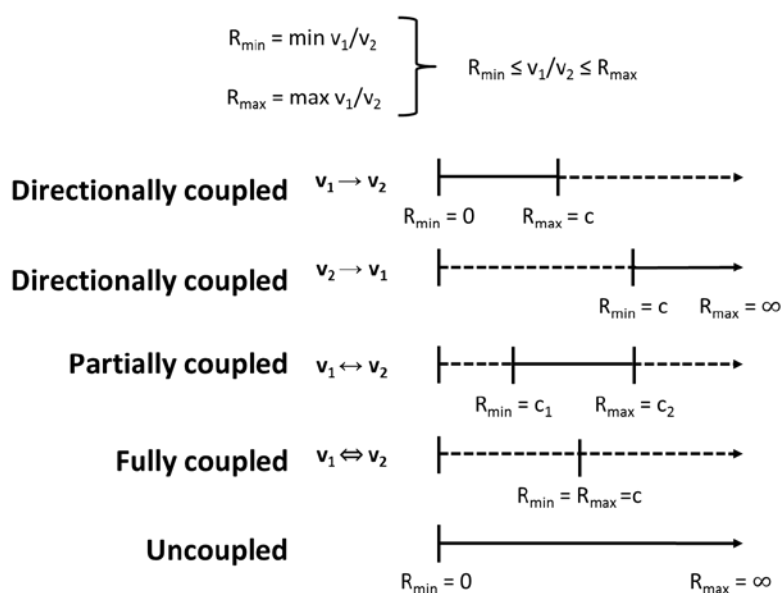 R_min = min v_1/v_2
R_max = max v_1/v_2
R_min ≤ v_1/v_2 ≤ R_max
Directionally coupled v_1 → v_2
R_min = 0 R_max = c
Directionally coupled v_2 → v_1
R_min = c R_max = ∞
Partially coupled v_1 ↔ v_2
R_min = c_1 R_max = c_2
Fully coupled v_1 ⇔ v_2
R_min = R_max =c
Uncoupled
R_min = 0 R_max = ∞